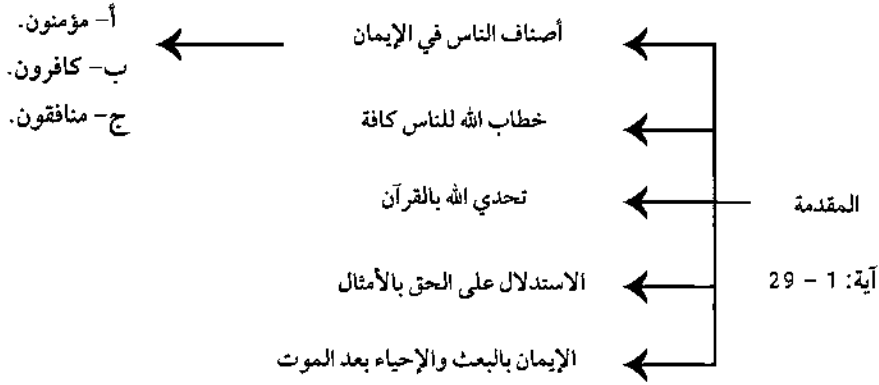 المقدمة
آية: 1 – 29
أصناف الناس في الإيمان
أ– مؤمنون.
ب– كافرون.
ج– منافقون.
خطاب الله للناس كافة
تحدي الله بالقرآن
الاستدلال على الحق بالأمثال
الإيمان بالبعث والإحياء بعد الموت